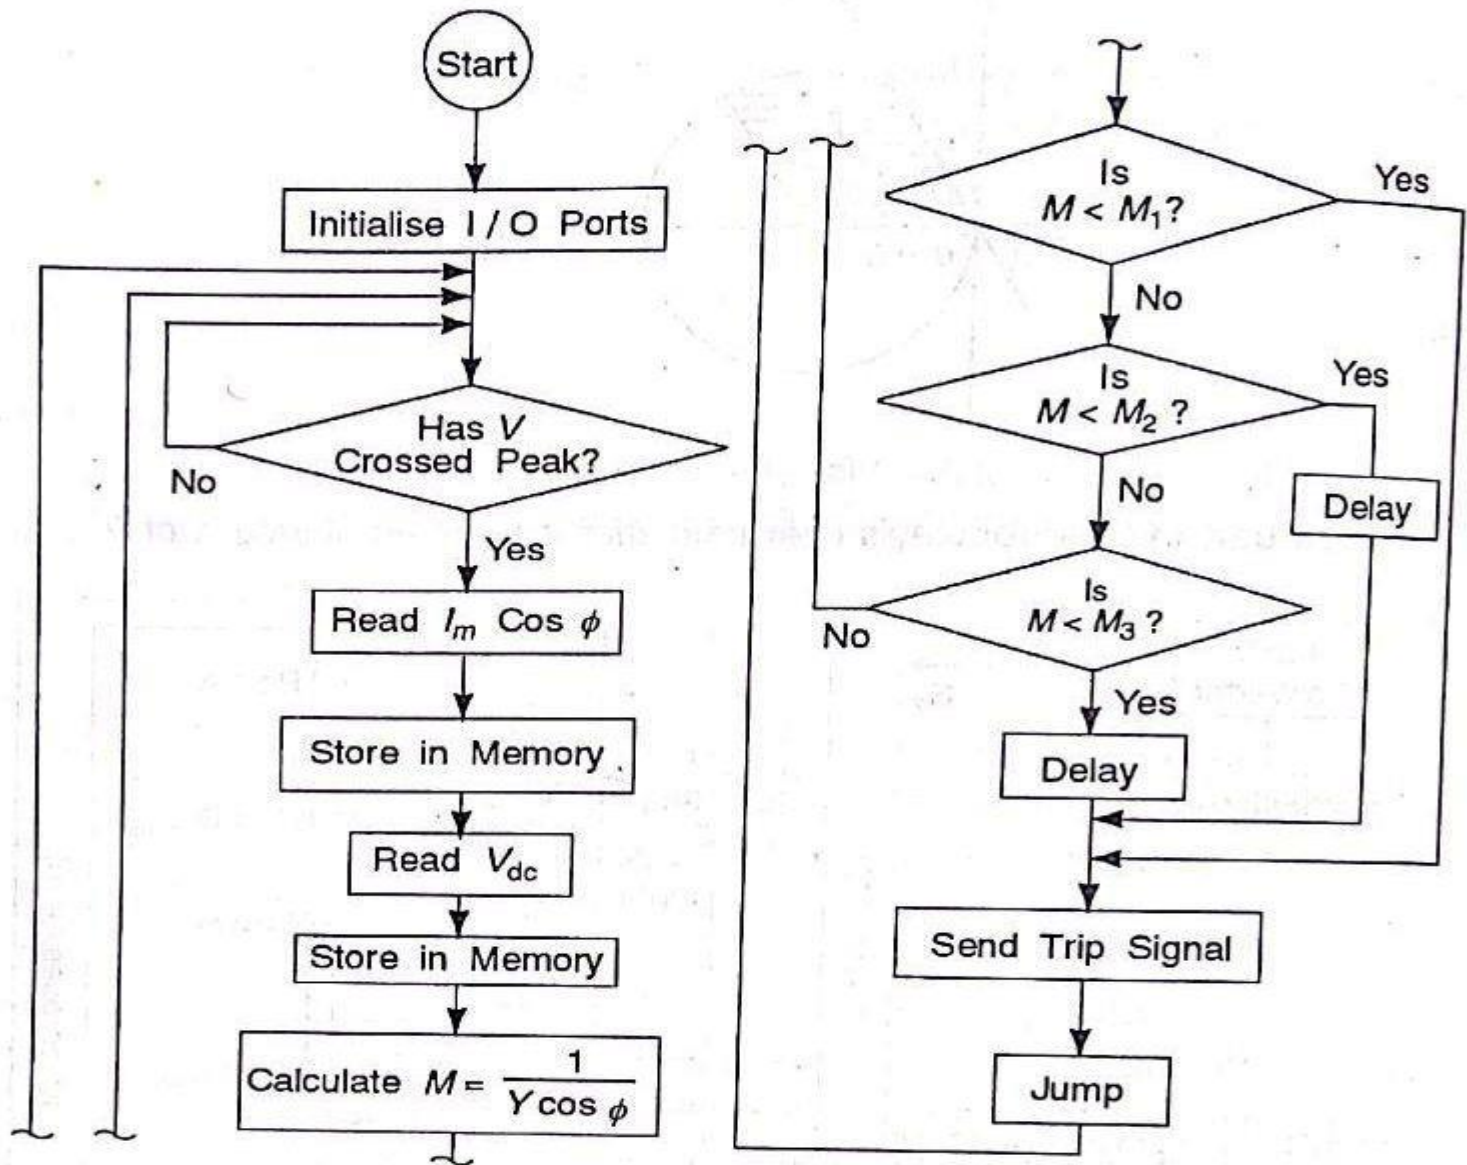 Start
Initialise I / O Ports
Has V
Crossed Peak?
No
Yes
Read Iₘ Cos ϕ
Store in Memory
Read V_dc
Store in Memory
Calculate M = 1 / Y cos ϕ
Is
M < M₁ ?
Yes
No
Is
M < M₂ ?
Yes
No
Delay
Is
M < M₃ ?
No
Yes
Delay
Send Trip Signal
Jump